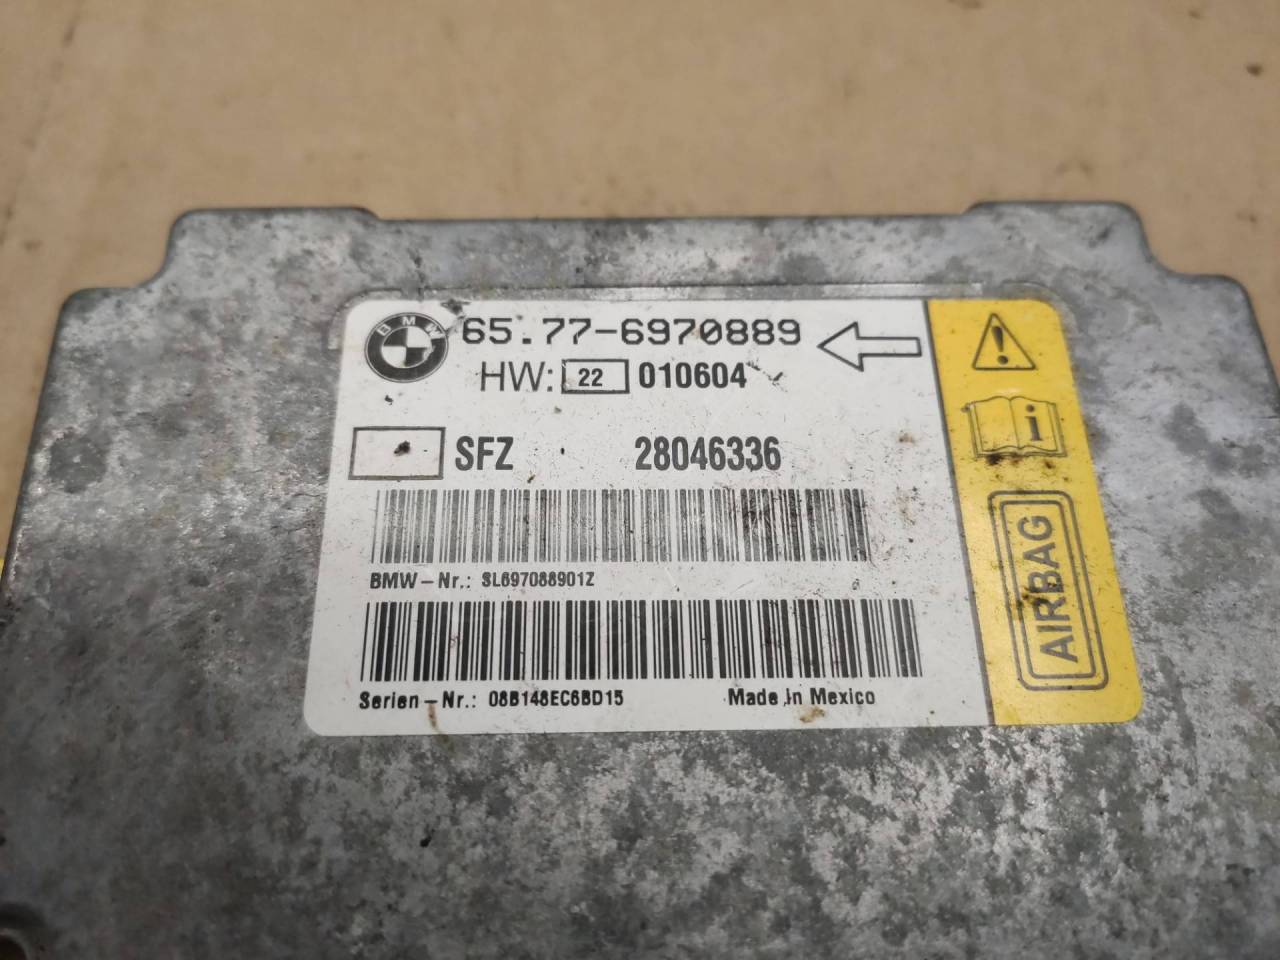 BMW
65.77-6970889
HW: 22 010604
SFZ 28046336
BMW-Nr.: SL697088901Z
Serien-Nr.: 08B148EC6BD15 Made in Mexico
AIRBAG